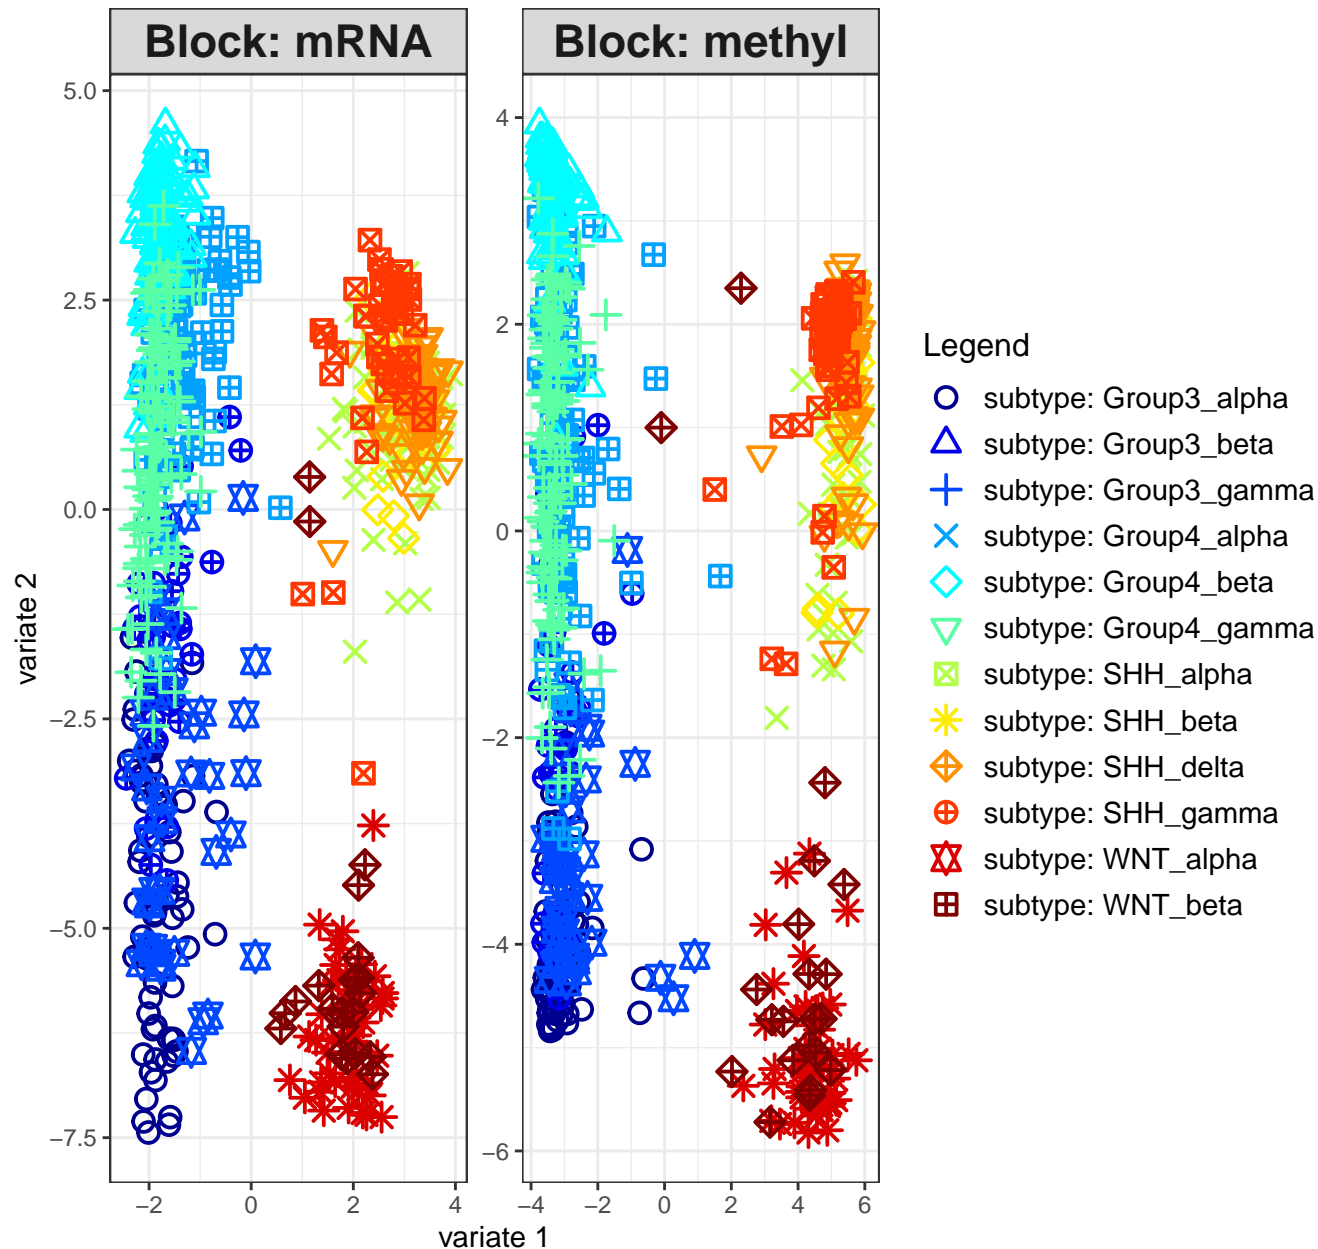 Block: mRNA
Block: methyl
5.0
2.5
0.0
−2.5
−5.0
−7.5
4
2
0
−2
−4
−6
−2
0
2
4
−4
−2
0
2
4
6
variate 1
variate 2
Legend
subtype: Group3_alpha
subtype: Group3_beta
subtype: Group3_gamma
subtype: Group4_alpha
subtype: Group4_beta
subtype: Group4_gamma
subtype: SHH_alpha
subtype: SHH_beta
subtype: SHH_delta
subtype: SHH_gamma
subtype: WNT_alpha
subtype: WNT_beta